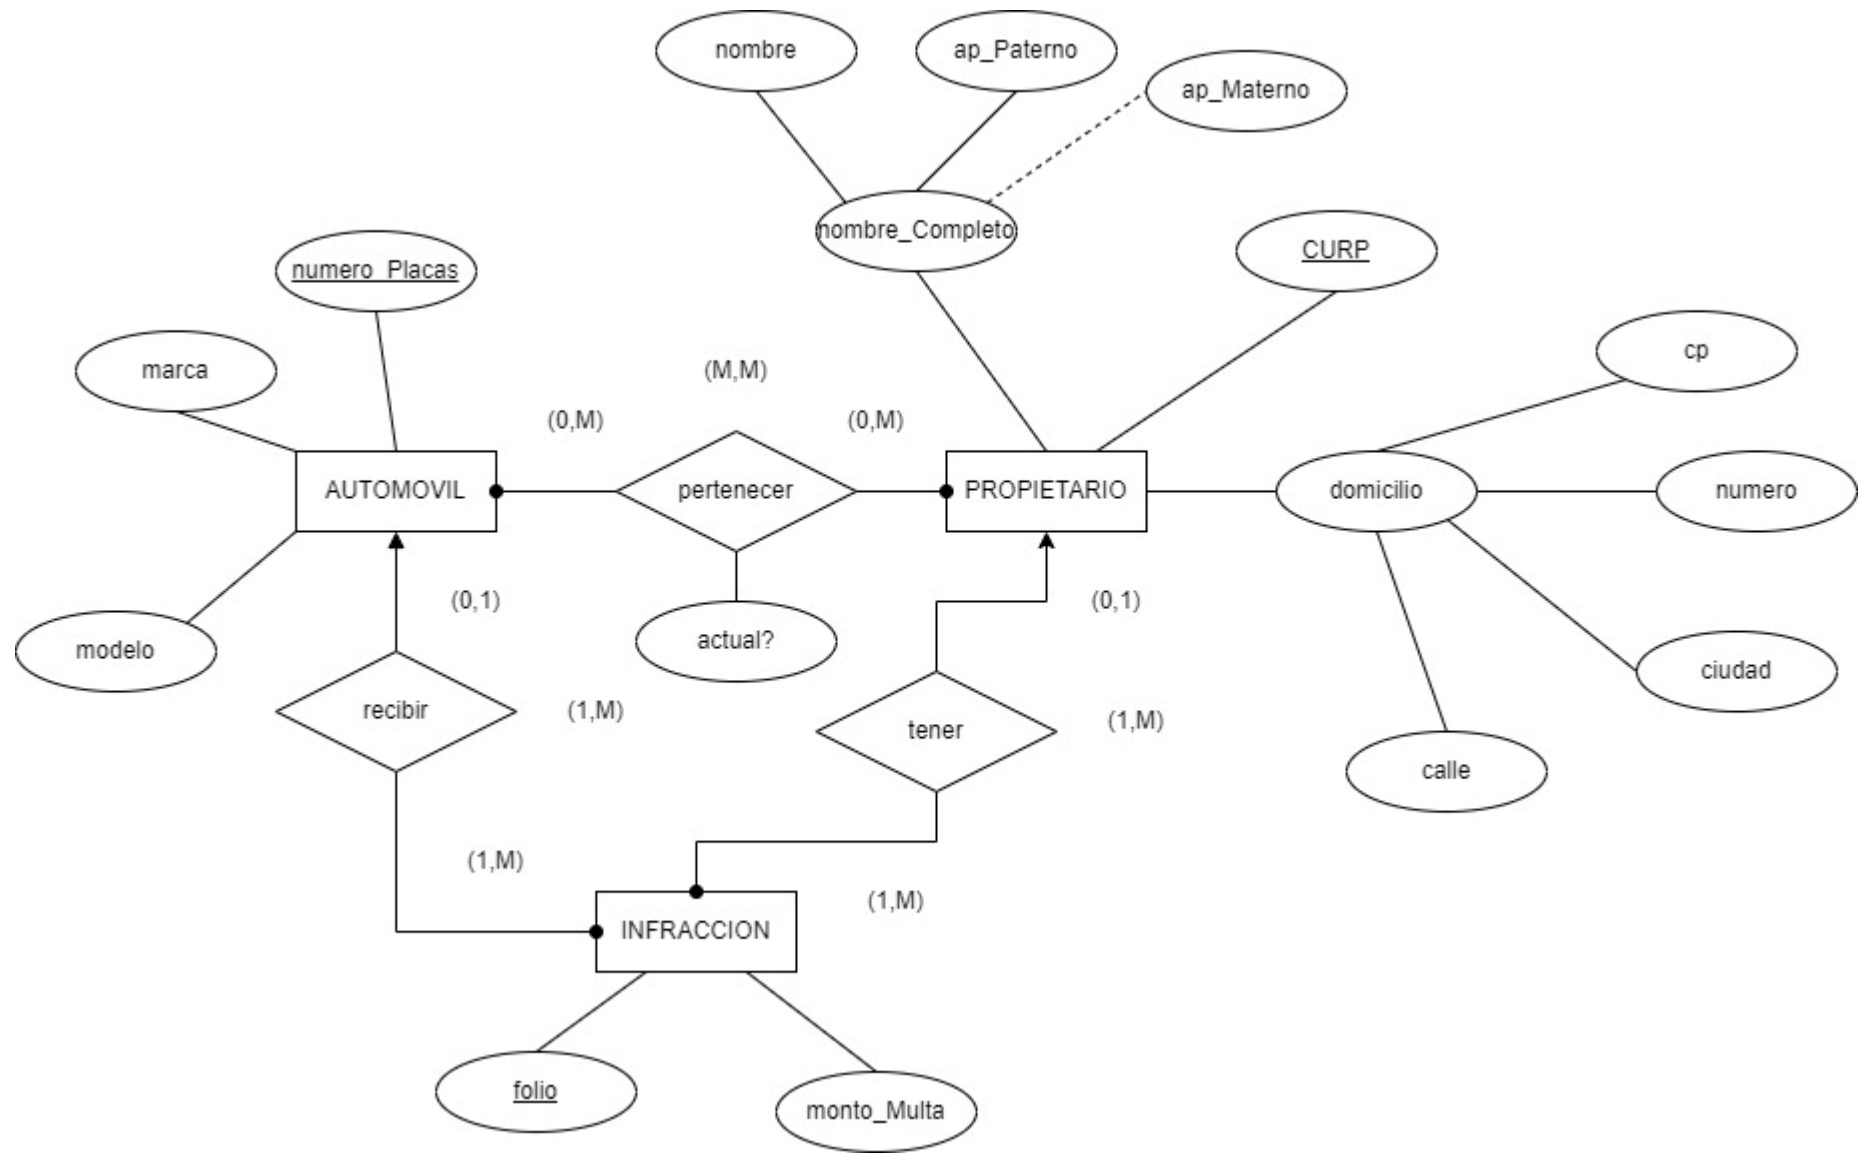 nombre
ap_Paterno
ap_Materno
nombre_Completo
CURP
numero_Placas
marca
cp
(M,M)
(0,M)
(0,M)
AUTOMOVIL
pertenecer
PROPIETARIO
domicilio
numero
(0,1)
(0,1)
actual?
modelo
ciudad
recibir
(1,M)
tener
(1,M)
calle
(1,M)
(1,M)
INFRACCION
folio
monto_Multa